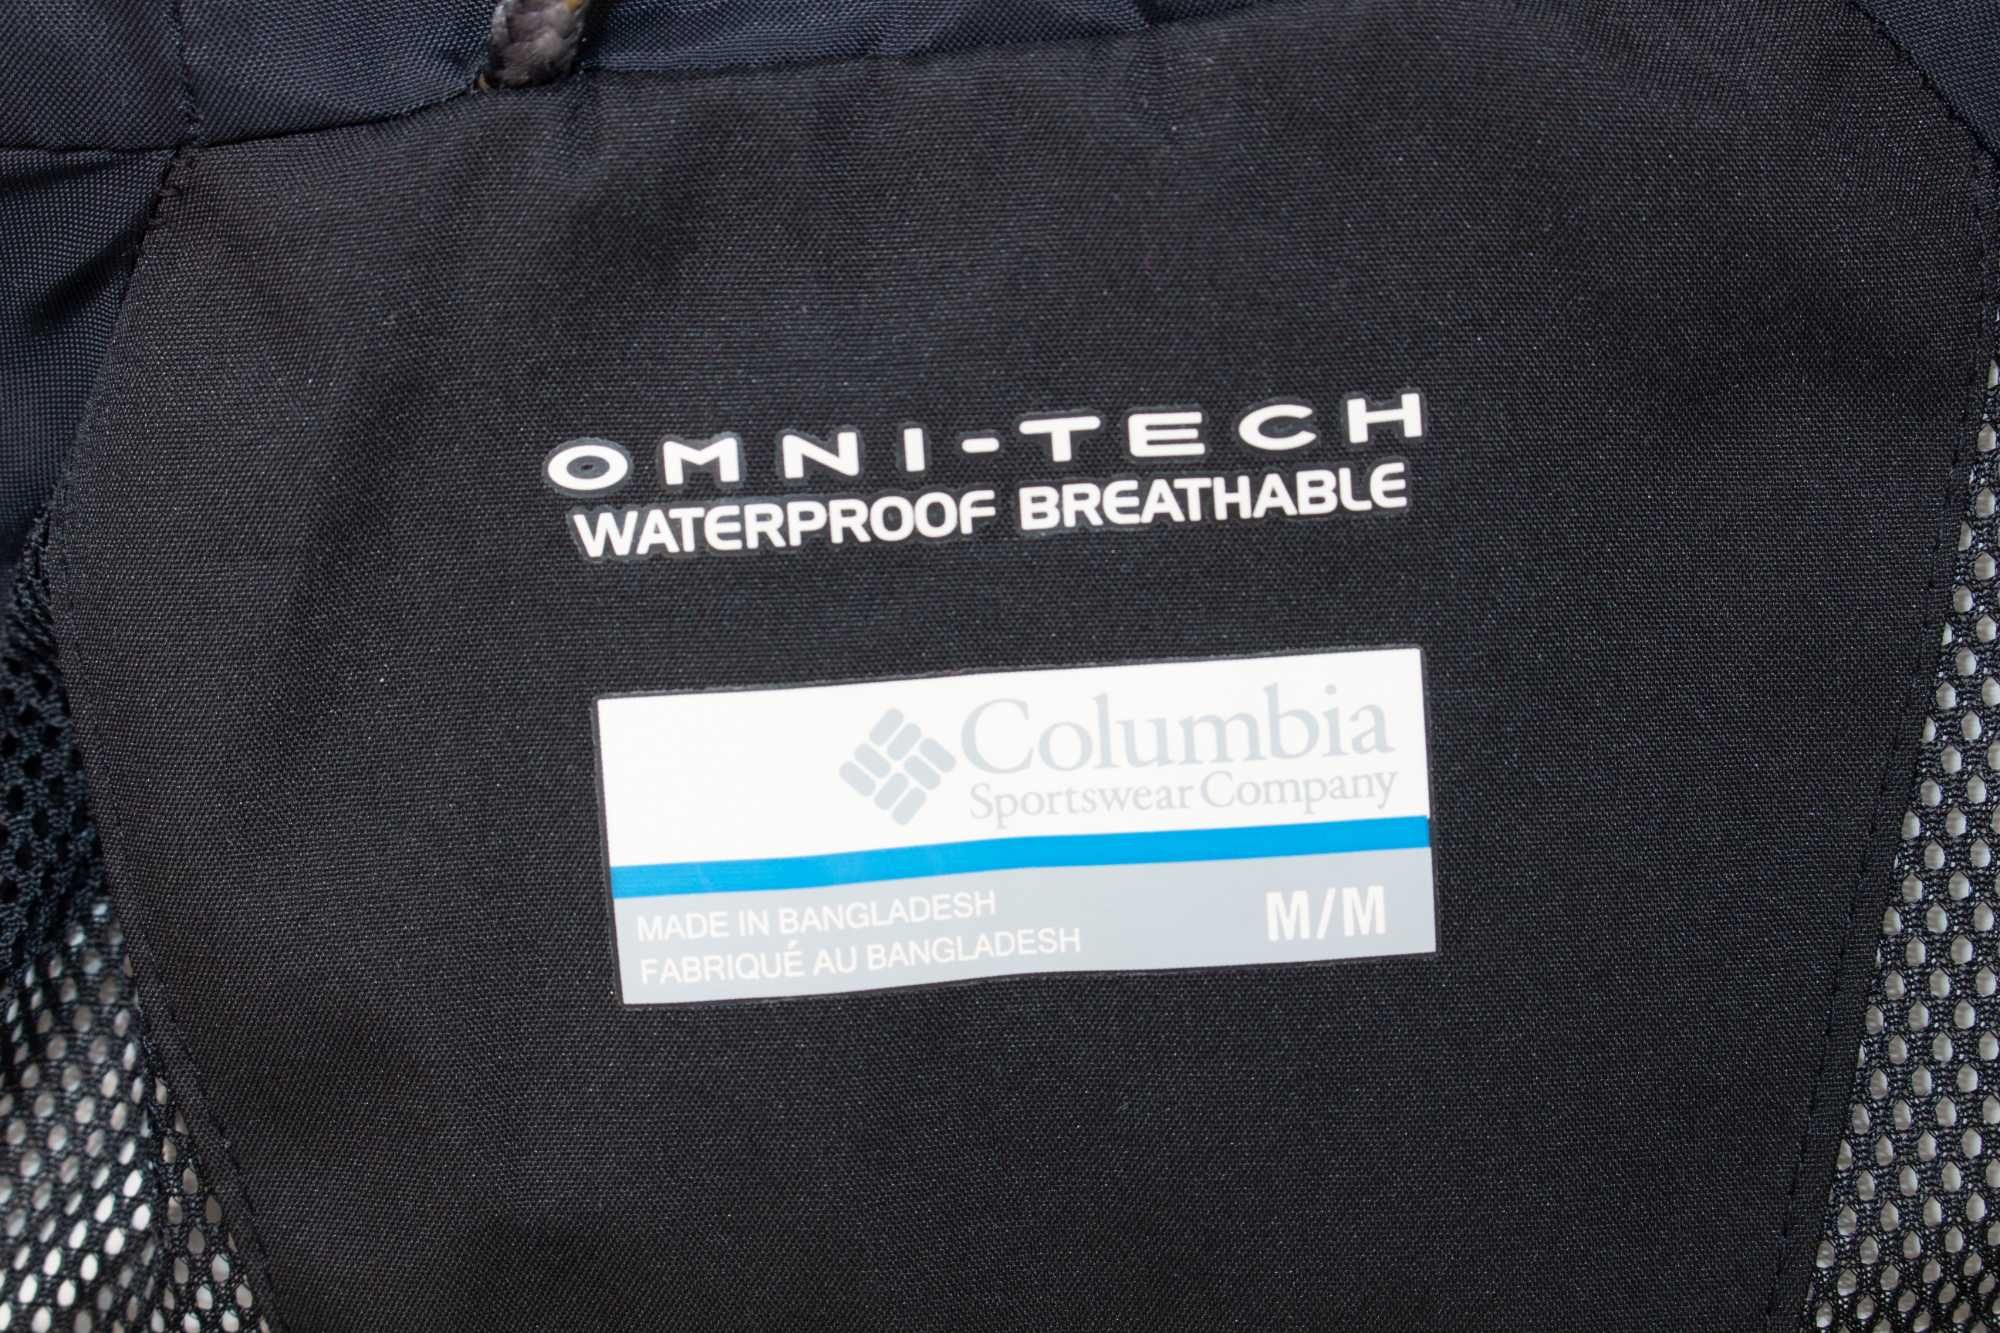 OMNI-TECH
WATERPROOF BREATHABLE
Columbia
Sportswear Company
MADE IN BANGLADESH
FABRIQUÉ AU BANGLADESH
M/M